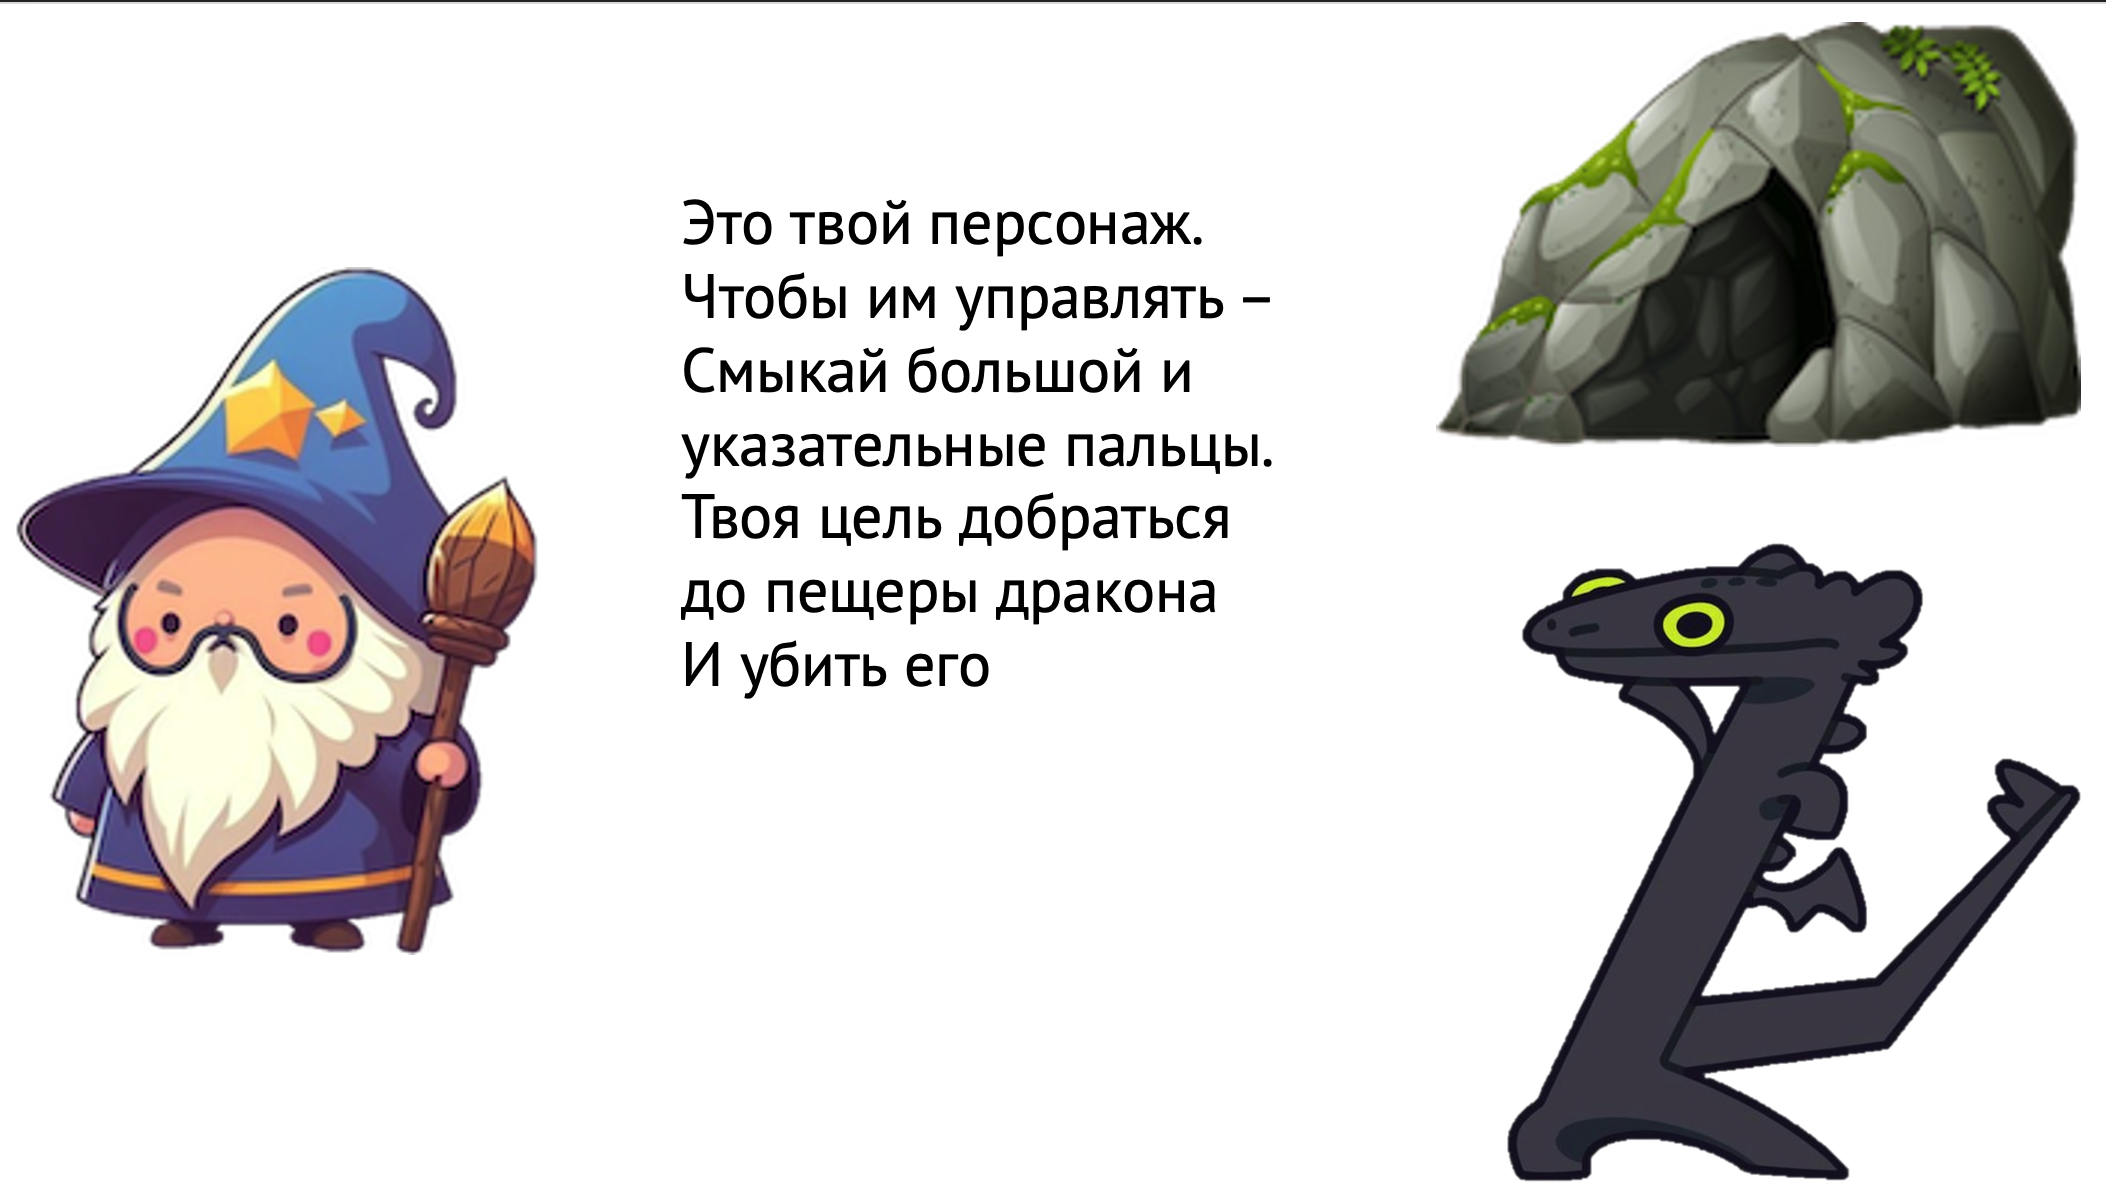 Это твой персонаж.
Чтобы им управлять –
Смыкай большой и
указательные пальцы.
Твоя цель добраться
до пещеры дракона
И убить его